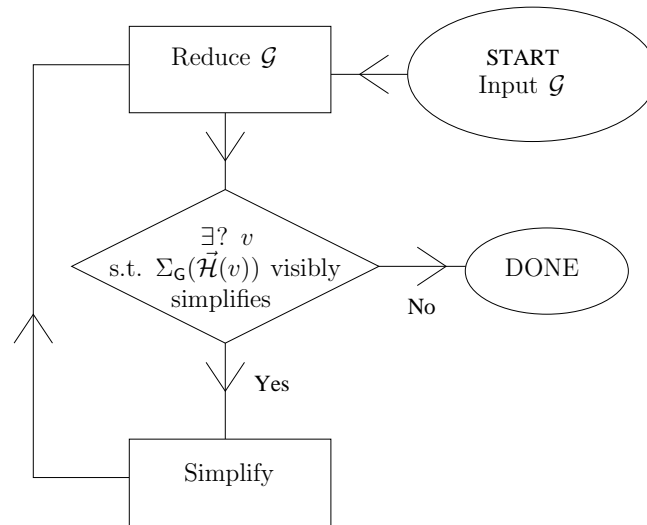 START
Input 𝒢
Reduce 𝒢
∃? v
s.t. Σ_G(ℋ⃗(v)) visibly
simplifies
No
DONE
Yes
Simplify